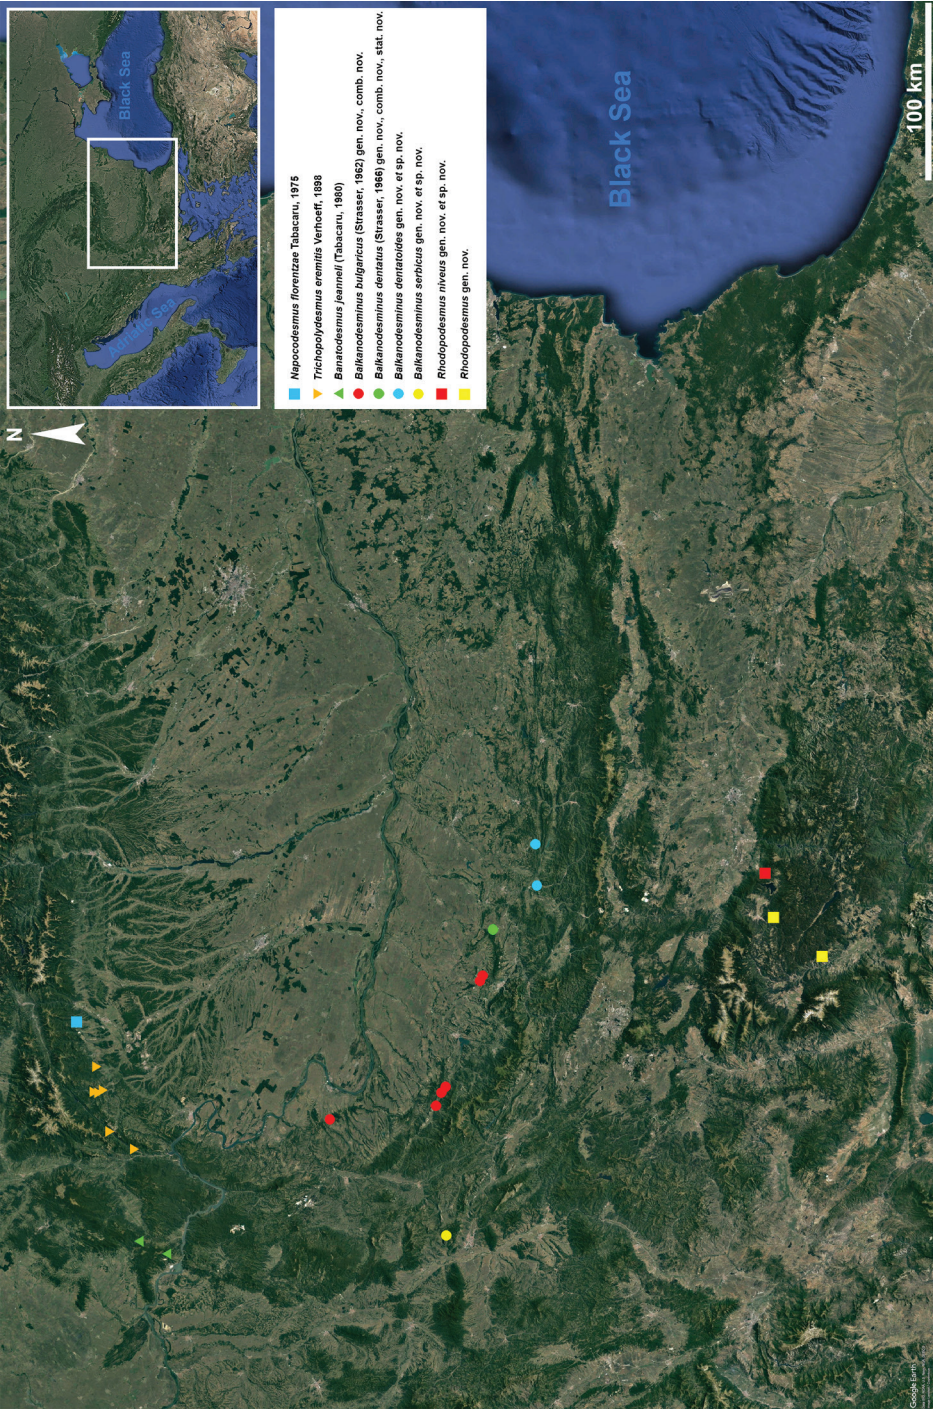 N
Black Sea
Napocodesmus florentzae Tabacaru, 1975
Trichopolydesmus eremitis Verhoeff, 1898
Banatodesmus jeanneli (Tabacaru, 1980)
Balkanodesminus bulgaricus (Strasser, 1962) gen. nov., comb. nov.
Balkanodesminus dentatus (Strasser, 1966) gen. nov., comb. nov., stat. nov.
Balkanodesminus dentatoides gen. nov. et sp. nov.
Balkanodesminus serbicus gen. nov. et sp. nov.
Rhodopodesmus niveus gen. nov. et sp. nov.
Rhodopodesmus gen. nov.
Black Sea
100 km
Google Earth